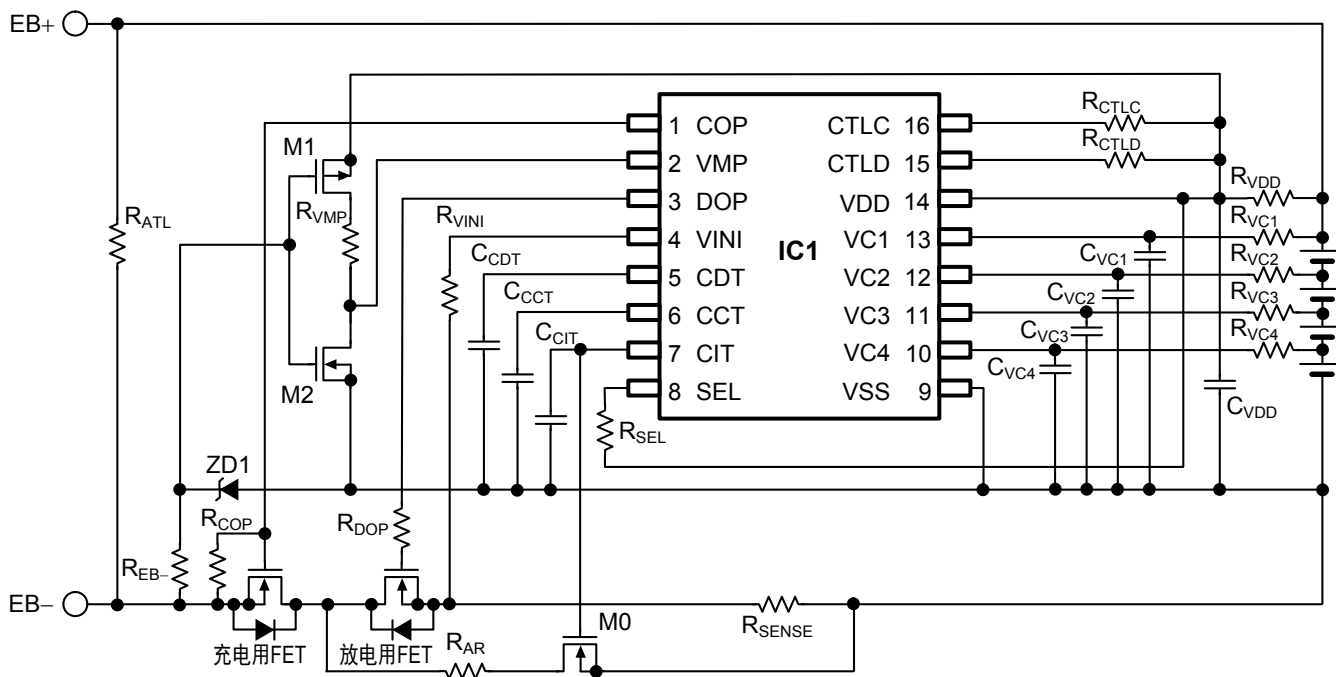 EB+
RCTLC
1 COP CTLC 16
M1
RCTLD
2 VMP CTLD 15
RVDD
3 DOP VDD 14
RATL
RVMP
RVINI
RVC1
4 VINI IC1 VC1 13
CCDT
CVC1
RVC2
5 CDT VC2 12
CCCT
CVC2
RVC3
6 CCT VC3 11
CCIT
CVC3
RVC4
7 CIT VC4 10
CVC4
M2
8 SEL VSS 9
CVDD
RSEL
ZD1
RCOP
RDOP
REB−
EB−
M0
RSENSE
充电用FET
放电用FET
RAR